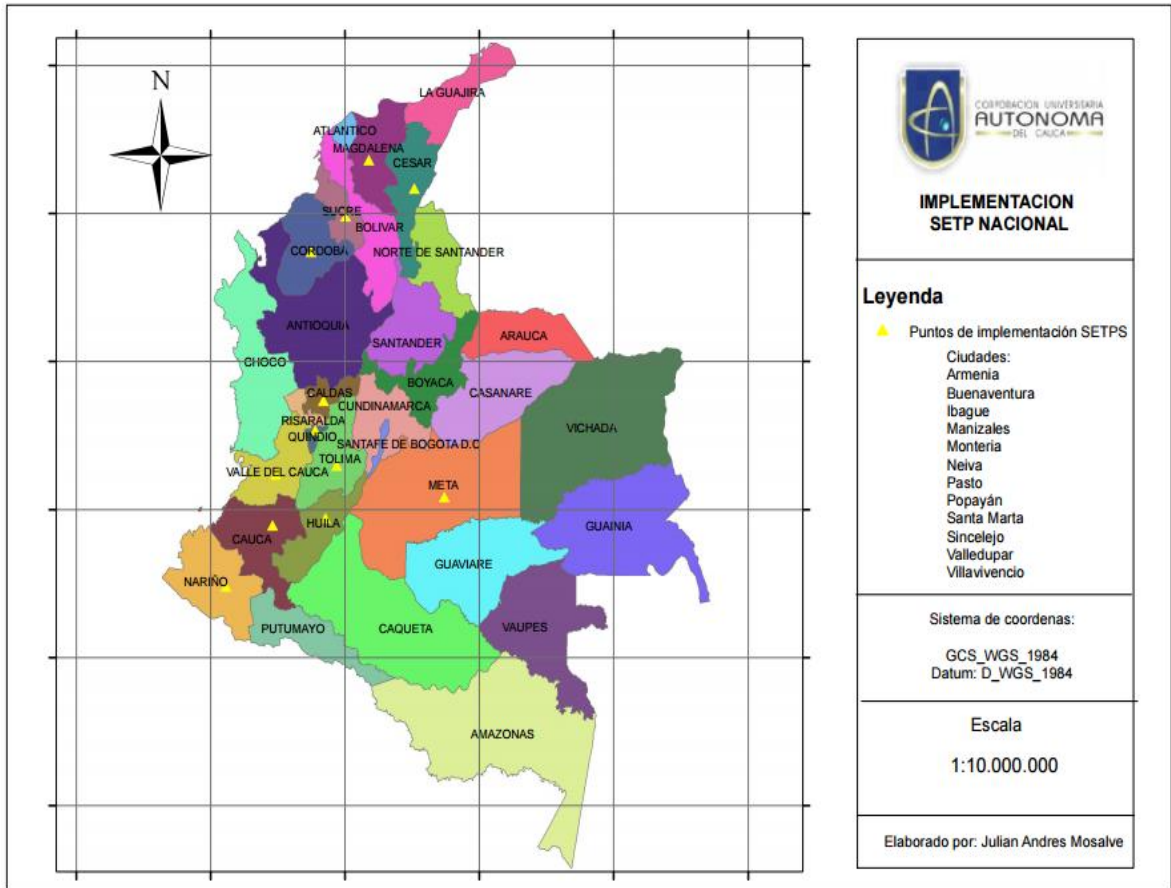 N
LA GUAJIRA
ATLANTICO
MAGDALENA
CESAR
SUCRE
BOLIVAR
CORDOBA
NORTE DE SANTANDER
ANTIOQUIA
SANTANDER
ARAUCA
CHOCO
BOYACA
CASANARE
CALDAS
CUNDINAMARCA
RISARALDA
QUINDIO
VICHADA
SANTAFE DE BOGOTA D.C
TOLIMA
VALLE DEL CAUCA
META
HUILA
GUAINIA
CAUCA
GUAVIARE
NARIÑO
PUTUMAYO
CAQUETA
VAUPES
AMAZONAS
CORPORACION UNIVERSITARIA
AUTONOMA
DEL CAUCA
IMPLEMENTACION
SETP NACIONAL
Leyenda
Puntos de implementación SETPS
Ciudades:
Armenia
Buenaventura
Ibague
Manizales
Monteria
Neiva
Pasto
Popayán
Santa Marta
Sincelejo
Valledupar
Villavivencio
Sistema de coordenas:
GCS_WGS_1984
Datum: D_WGS_1984
Escala
1:10.000.000
Elaborado por: Julian Andres Mosalve